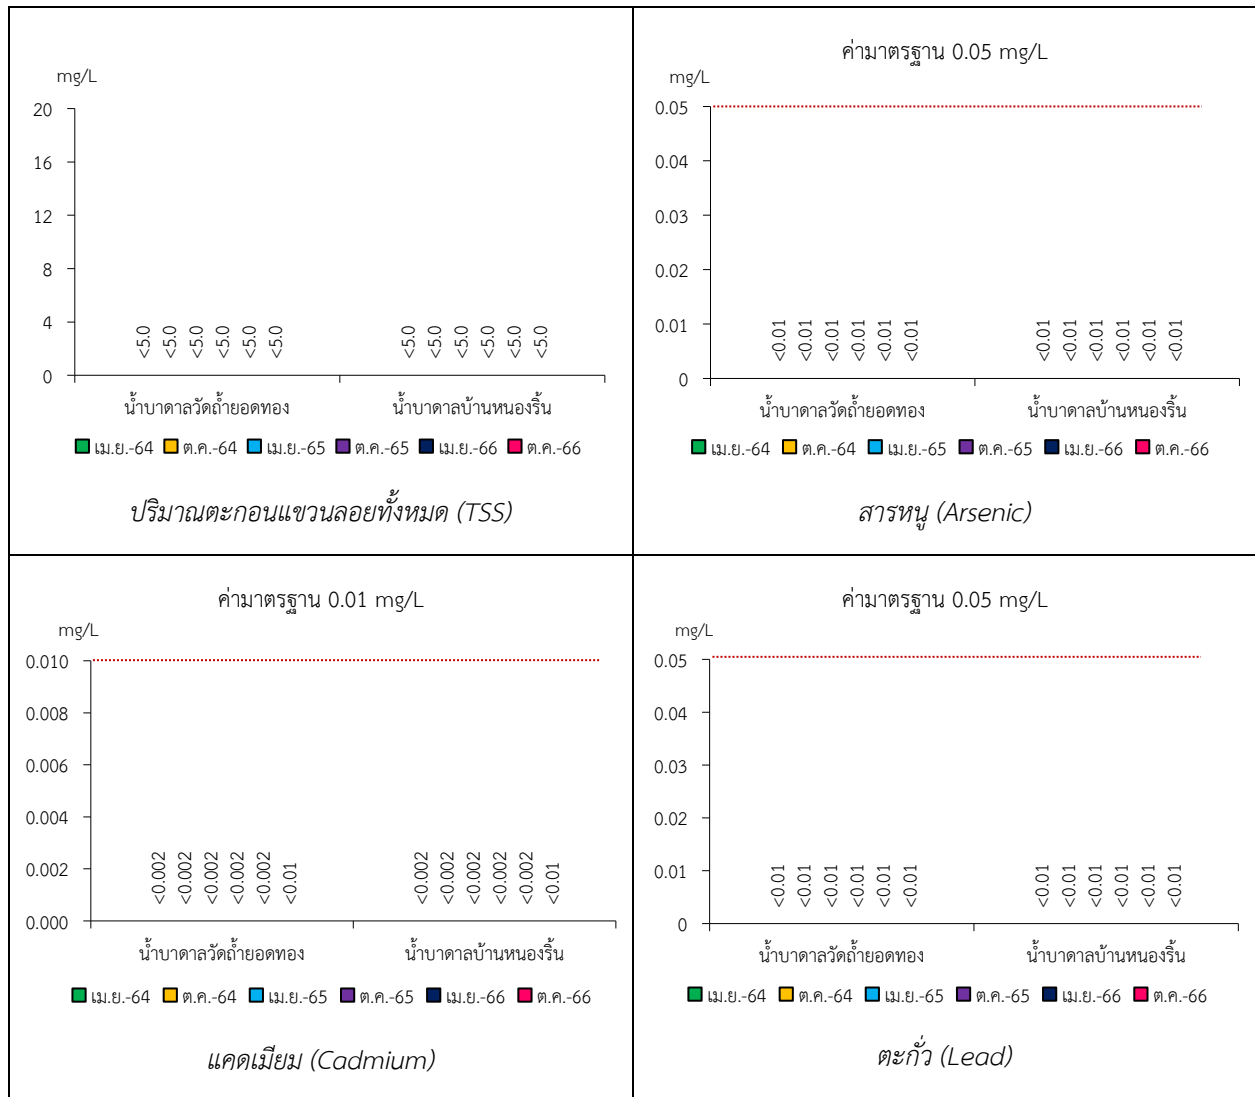 mg/L
20
16
12
8
4
0
<5.0 <5.0 <5.0 <5.0 <5.0 <5.0 <5.0 <5.0 <5.0 <5.0 <5.0 <5.0
น้ำบาดาลวัดถ้ำยอดทอง น้ำบาดาลบ้านหนองริ้น
เม.ย.-64 ต.ค.-64 เม.ย.-65 ต.ค.-65 เม.ย.-66 ต.ค.-66
ปริมาณตะกอนแขวนลอยทั้งหมด (TSS)
ค่ามาตรฐาน 0.05 mg/L
mg/L
0.05
0.04
0.03
0.02
0.01
0
<0.01 <0.01 <0.01 <0.01 <0.01 <0.01 <0.01 <0.01 <0.01 <0.01 <0.01 <0.01
น้ำบาดาลวัดถ้ำยอดทอง น้ำบาดาลบ้านหนองริ้น
เม.ย.-64 ต.ค.-64 เม.ย.-65 ต.ค.-65 เม.ย.-66 ต.ค.-66
สารหนู (Arsenic)
ค่ามาตรฐาน 0.01 mg/L
mg/L
0.010
0.008
0.006
0.004
0.002
0.000
<0.002 <0.002 <0.002 <0.002 <0.002 <0.01 <0.002 <0.002 <0.002 <0.002 <0.002 <0.01
น้ำบาดาลวัดถ้ำยอดทอง น้ำบาดาลบ้านหนองริ้น
เม.ย.-64 ต.ค.-64 เม.ย.-65 ต.ค.-65 เม.ย.-66 ต.ค.-66
แคดเมียม (Cadmium)
ค่ามาตรฐาน 0.05 mg/L
mg/L
0.05
0.04
0.03
0.02
0.01
0
<0.01 <0.01 <0.01 <0.01 <0.01 <0.01 <0.01 <0.01 <0.01 <0.01 <0.01 <0.01
น้ำบาดาลวัดถ้ำยอดทอง น้ำบาดาลบ้านหนองริ้น
เม.ย.-64 ต.ค.-64 เม.ย.-65 ต.ค.-65 เม.ย.-66 ต.ค.-66
ตะกั่ว (Lead)